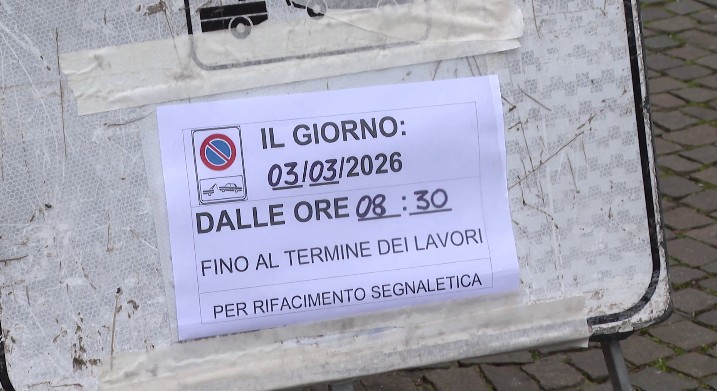 IL GIORNO:
03/03/2026
DALLE ORE 08:30
FINO AL TERMINE DEI LAVORI
PER RIFACIMENTO SEGNALETICA